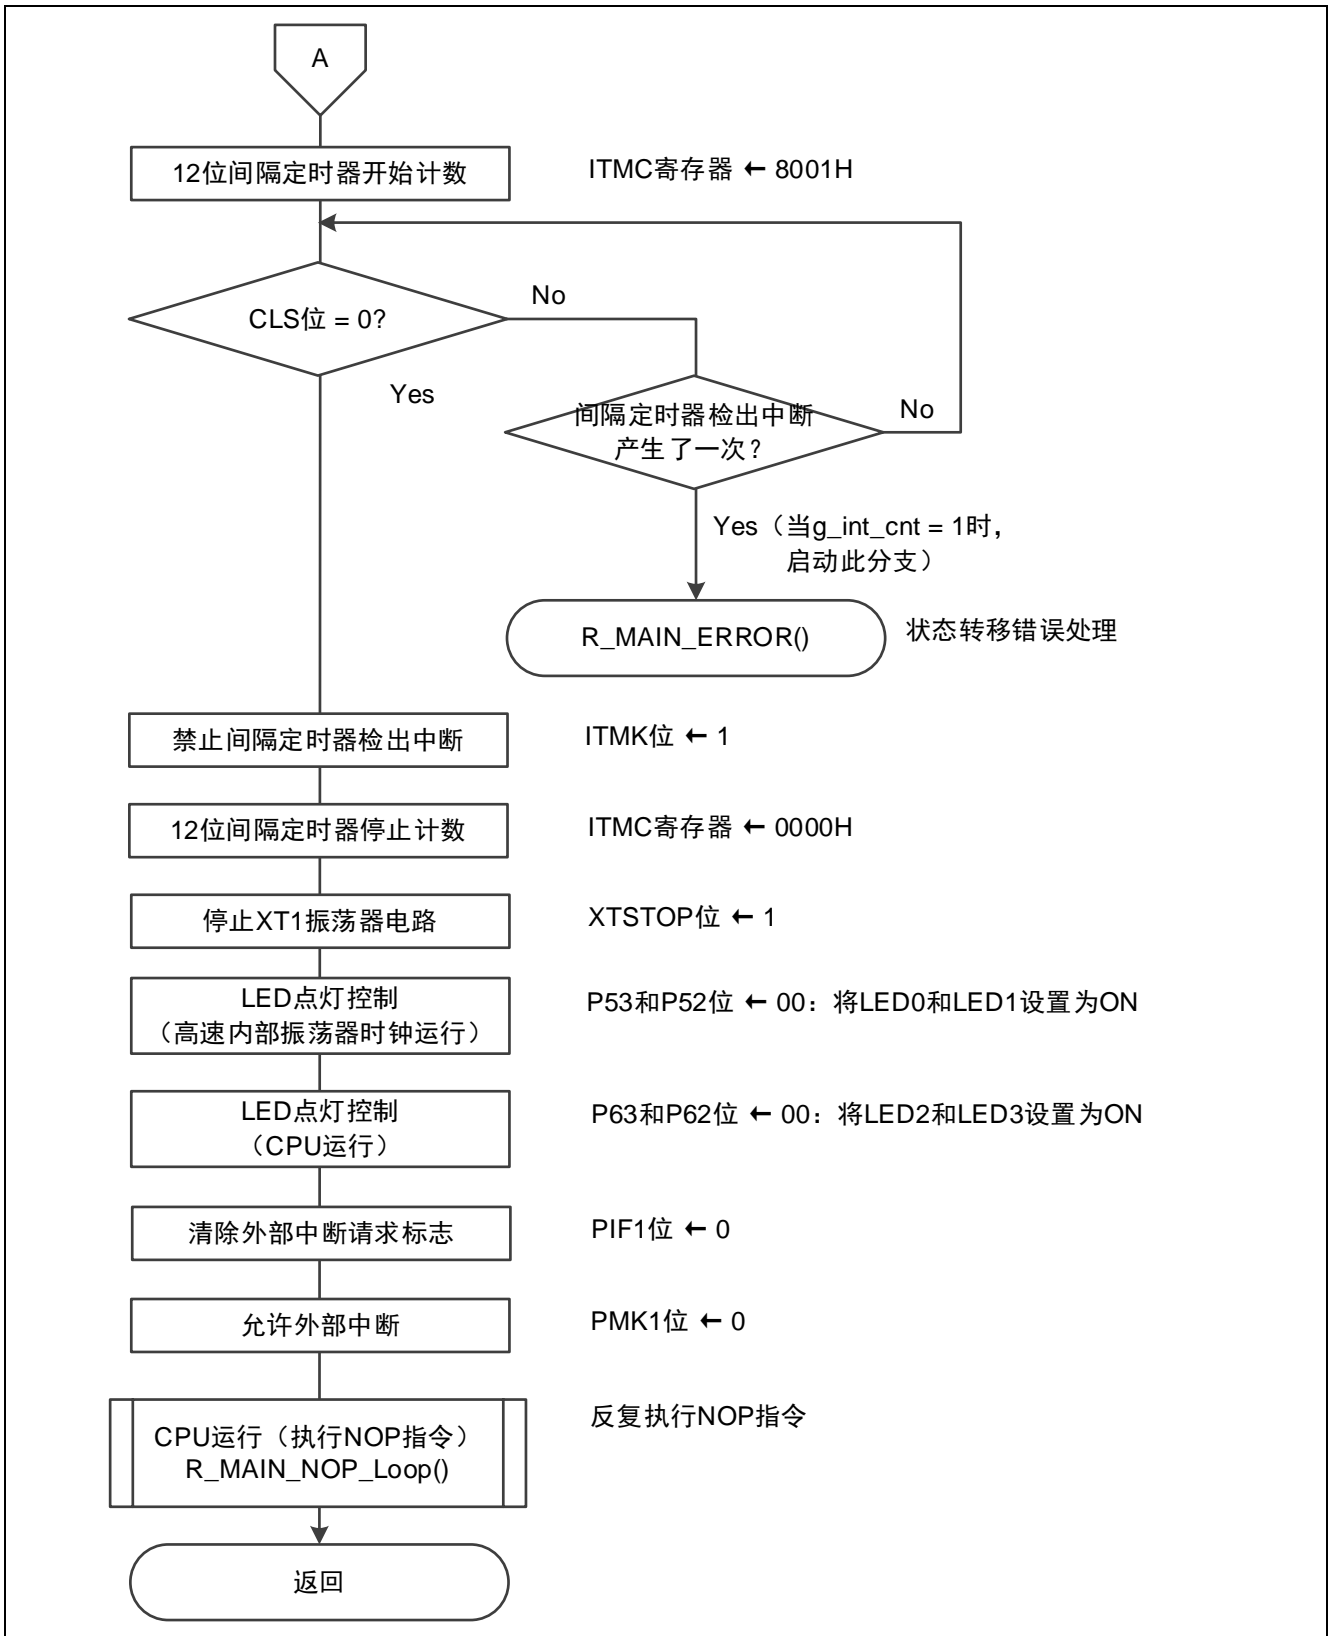 A
12位间隔定时器开始计数
ITMC寄存器 ← 8001H
CLS位 = 0?
No
Yes
间隔定时器检出中断
产生了一次？
No
Yes（当g_int_cnt = 1时，
启动此分支）
R_MAIN_ERROR()
状态转移错误处理
禁止间隔定时器检出中断
ITMK位 ← 1
12位间隔定时器停止计数
ITMC寄存器 ← 0000H
停止XT1振荡器电路
XTSTOP位 ← 1
LED点灯控制
（高速内部振荡器时钟运行）
P53和P52位 ← 00：将LED0和LED1设置为ON
LED点灯控制
（CPU运行）
P63和P62位 ← 00：将LED2和LED3设置为ON
清除外部中断请求标志
PIF1位 ← 0
允许外部中断
PMK1位 ← 0
CPU运行（执行NOP指令）
R_MAIN_NOP_Loop()
反复执行NOP指令
返回